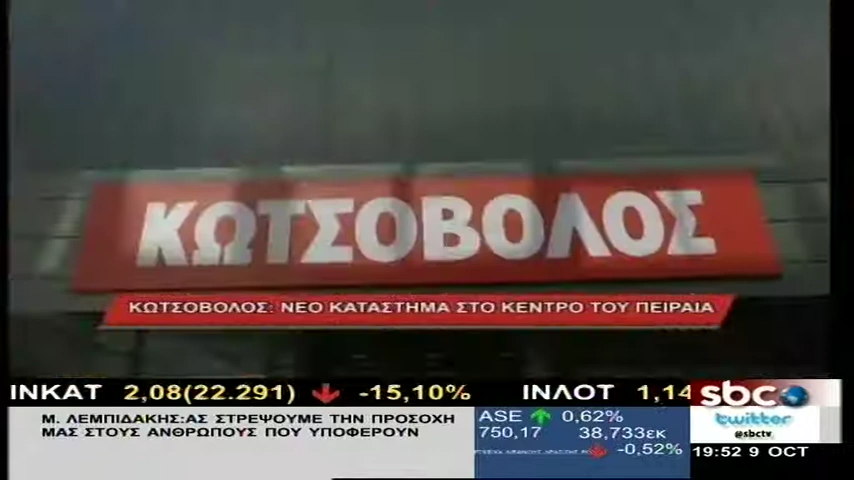 ΚΩΤΣΟΒΟΛΟΣ
ΚΩΤΣΟΒΟΛΟΣ: ΝΕΟ ΚΑΤΑΣΤΗΜΑ ΣΤΟ ΚΕΝΤΡΟ ΤΟΥ ΠΕΙΡΑΙΑ
ΙΝΚΑΤ 2,08(22.291) -15,10% ΙΝΛΟΤ 1,14
sbc
Μ. ΛΕΜΠΙΔΑΚΗΣ:ΑΣ ΣΤΡΕΨΟΥΜΕ ΤΗΝ ΠΡΟΣΟΧΗ
ΜΑΣ ΣΤΟΥΣ ΑΝΘΡΩΠΟΥΣ ΠΟΥ ΥΠΟΦΕΡΟΥΝ
ASE 0,62%
750,17 38,733εκ
-0,52%
twitter
@sbctv
19:52 9 OCT